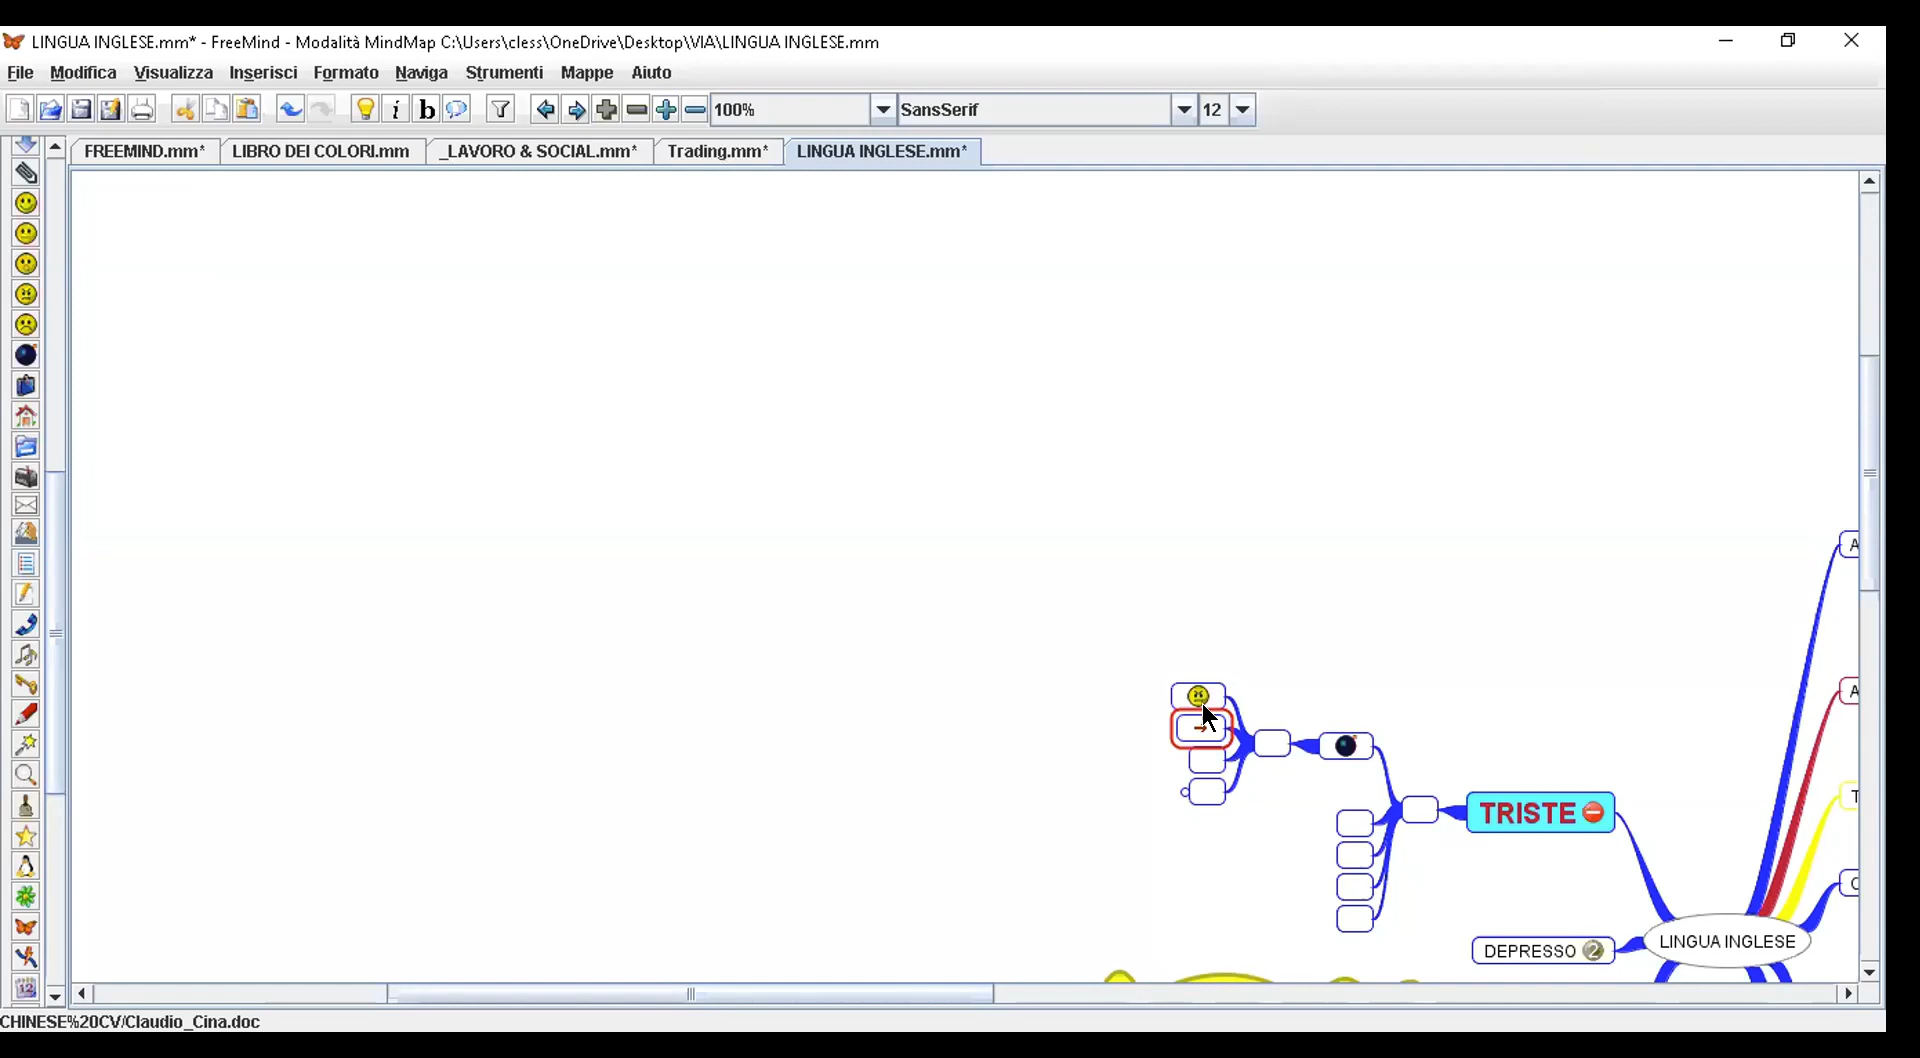 LINGUA INGLESE.mm* - FreeMind - Modalità MindMap C:\Users\cless\OneDrive\Desktop\VIA\LINGUA INGLESE.mm
File Modifica Visualizza Inserisci Formato Naviga Strumenti Mappe Aiuto
i b 100% SansSerif 12
FREEMIND.mm* LIBRO DEI COLORI.mm _LAVORO & SOCIAL.mm* Trading.mm* LINGUA INGLESE.mm*
A
A
T
TRISTE
C
LINGUA INGLESE
DEPRESSO 2
12
CHINESE%20CV/Claudio_Cina.doc